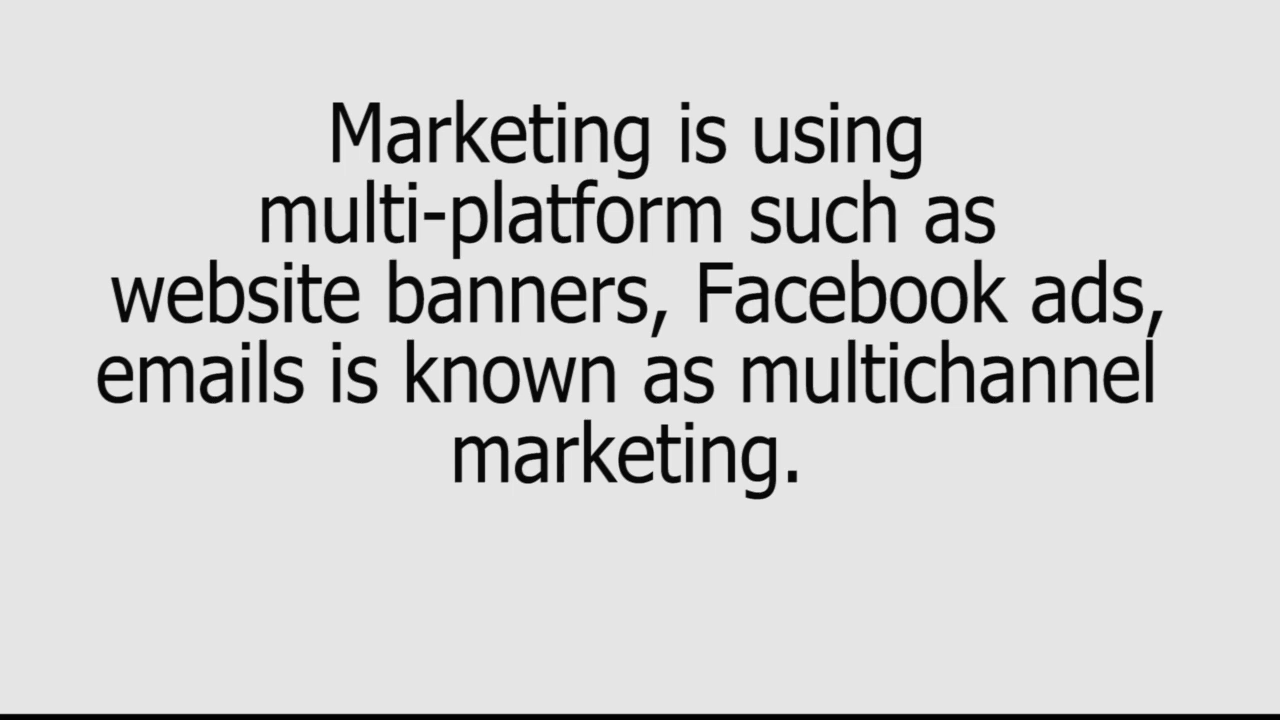 Marketing is using
multi-platform such as
website banners, Facebook ads,
emails is known as multichannel
marketing.